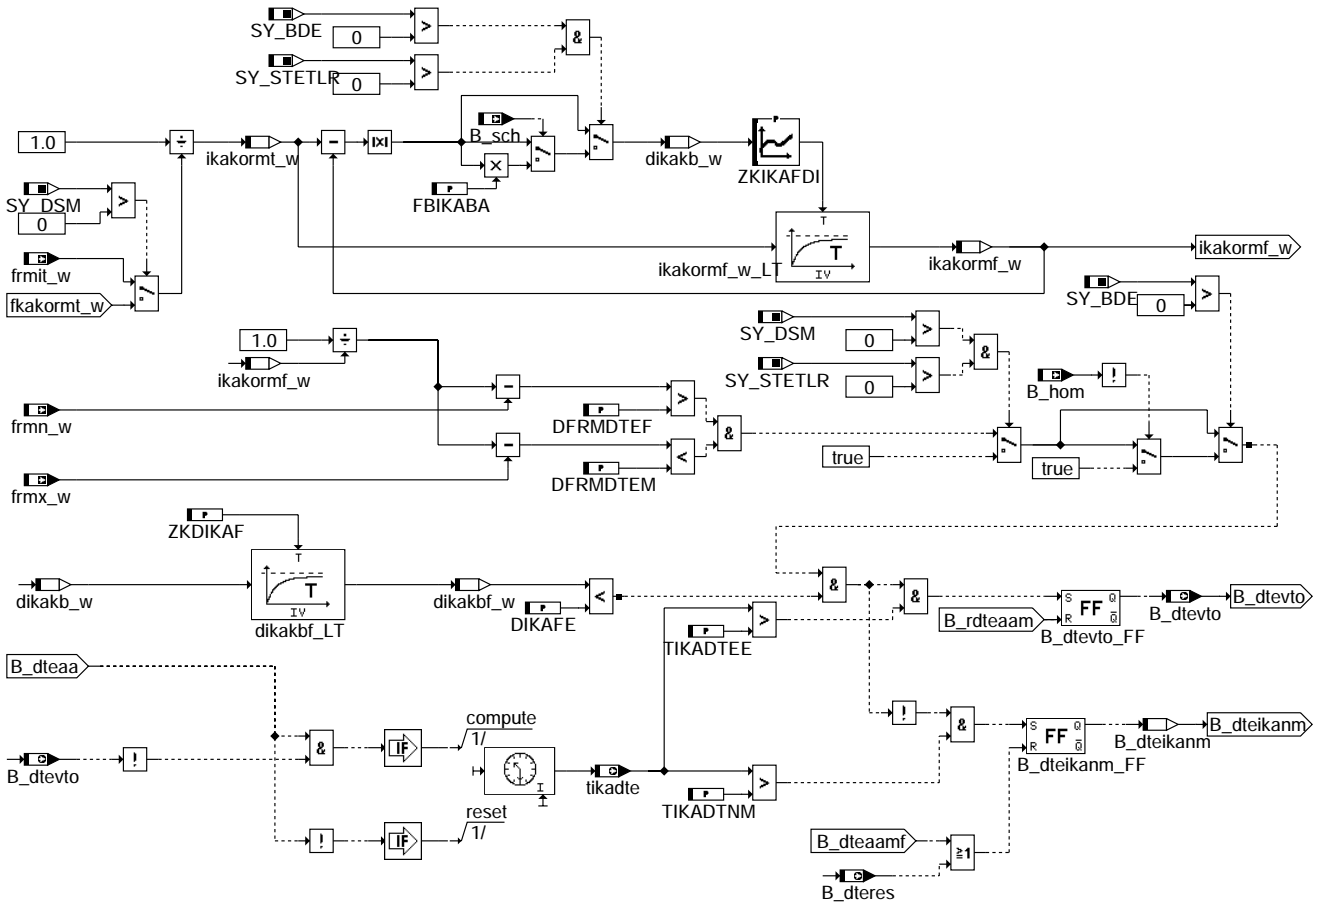 SY_BDE
0
>
&
SY_STETLR
0
>
1.0
÷
ikakormt_w
-
|x|
B_sch
x
P
FBIKABA
dikakb_w
P
ZKIKAFDI
SY_DSM
0
>
frmit_w
fkakormt_w
T
T
IV
ikakormf_w_LT
ikakormf_w
ikakormf_w
SY_BDE
0
>
1.0
÷
ikakormf_w
SY_DSM
0
>
SY_STETLR
0
>
&
B_hom
!
frmn_w
-
P
DFRMDTEF
>
&
frmx_w
-
P
DFRMDTEM
<
true
true
P
ZKDIKAF
T
T
IV
dikakb_w
dikakbf_LT
dikakbf_w
P
DIKAFE
<
&
&
P
TIKADTEE
>
B_rdteaam
S Q
FF
R Q
B_dtevto_FF
B_dtevto
B_dtevto
B_dteaa
B_dtevto
!
&
IF
compute
1/
I
tikadte
P
TIKADTNM
>
!
&
S Q
FF
R Q
B_dteikanm_FF
B_dteikanm
B_dteikanm
!
IF
reset
1/
B_dteaamf
≧1
B_dteres